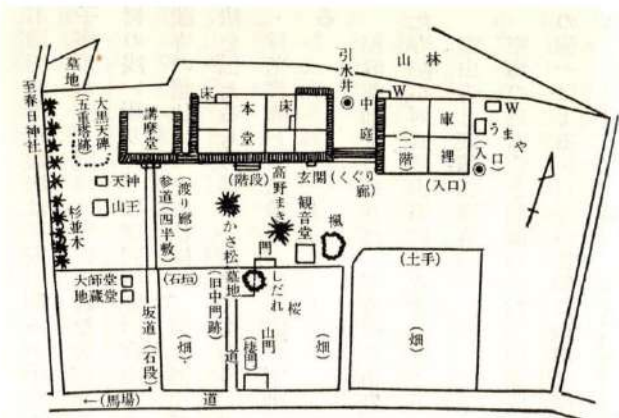 山林
墓地
至春日神社
大黒天碑
(五重塔跡)
講摩堂
床
本堂
床
引水井
中庭
W
庫裡
(二階)
W
うまや
(入口)
(入口)
天神
山王
杉並木
参道(四半敷)
(渡り廊)
(階段)
かさ松
高野まき
玄関
(くぐり廊)
観音堂
楓
門
大師堂
地蔵堂
(石垣)
坂道(石段)
(畑)
(旧中門跡)
墓地
しだれ桜
道
山門
(楼門)
(畑)
(土手)
(畑)
←(馬場)
道